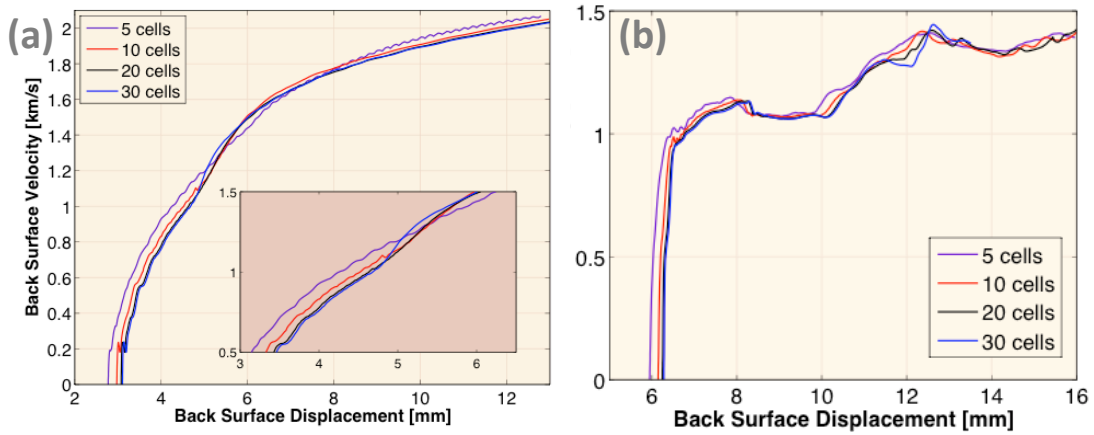 (a)
5 cells
10 cells
20 cells
30 cells
Back Surface Velocity [km/s]
2
1.8
1.6
1.4
1.2
1
0.8
0.6
0.4
0.2
0
2 4 6 8 10 12
Back Surface Displacement [mm]
1.5
1
0.5
3 4 5 6
(b)
1.5
1
0.5
0
6 8 10 12 14 16
Back Surface Displacement [mm]
5 cells
10 cells
20 cells
30 cells